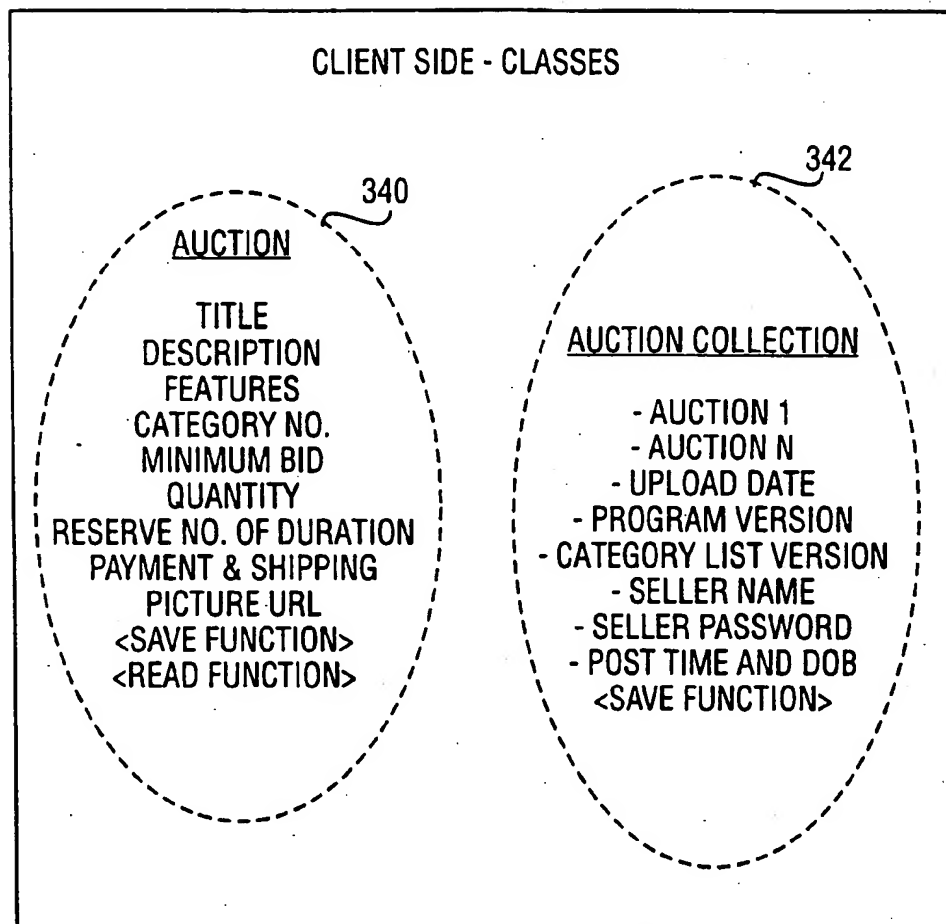 CLIENT SIDE - CLASSES
340
AUCTION
TITLE
DESCRIPTION
FEATURES
CATEGORY NO.
MINIMUM BID
QUANTITY
RESERVE NO. OF DURATION
PAYMENT & SHIPPING
PICTURE URL
<SAVE FUNCTION>
<READ FUNCTION>
342
AUCTION COLLECTION
- AUCTION 1
- AUCTION N
- UPLOAD DATE
- PROGRAM VERSION
- CATEGORY LIST VERSION
- SELLER NAME
- SELLER PASSWORD
- POST TIME AND DOB
<SAVE FUNCTION>